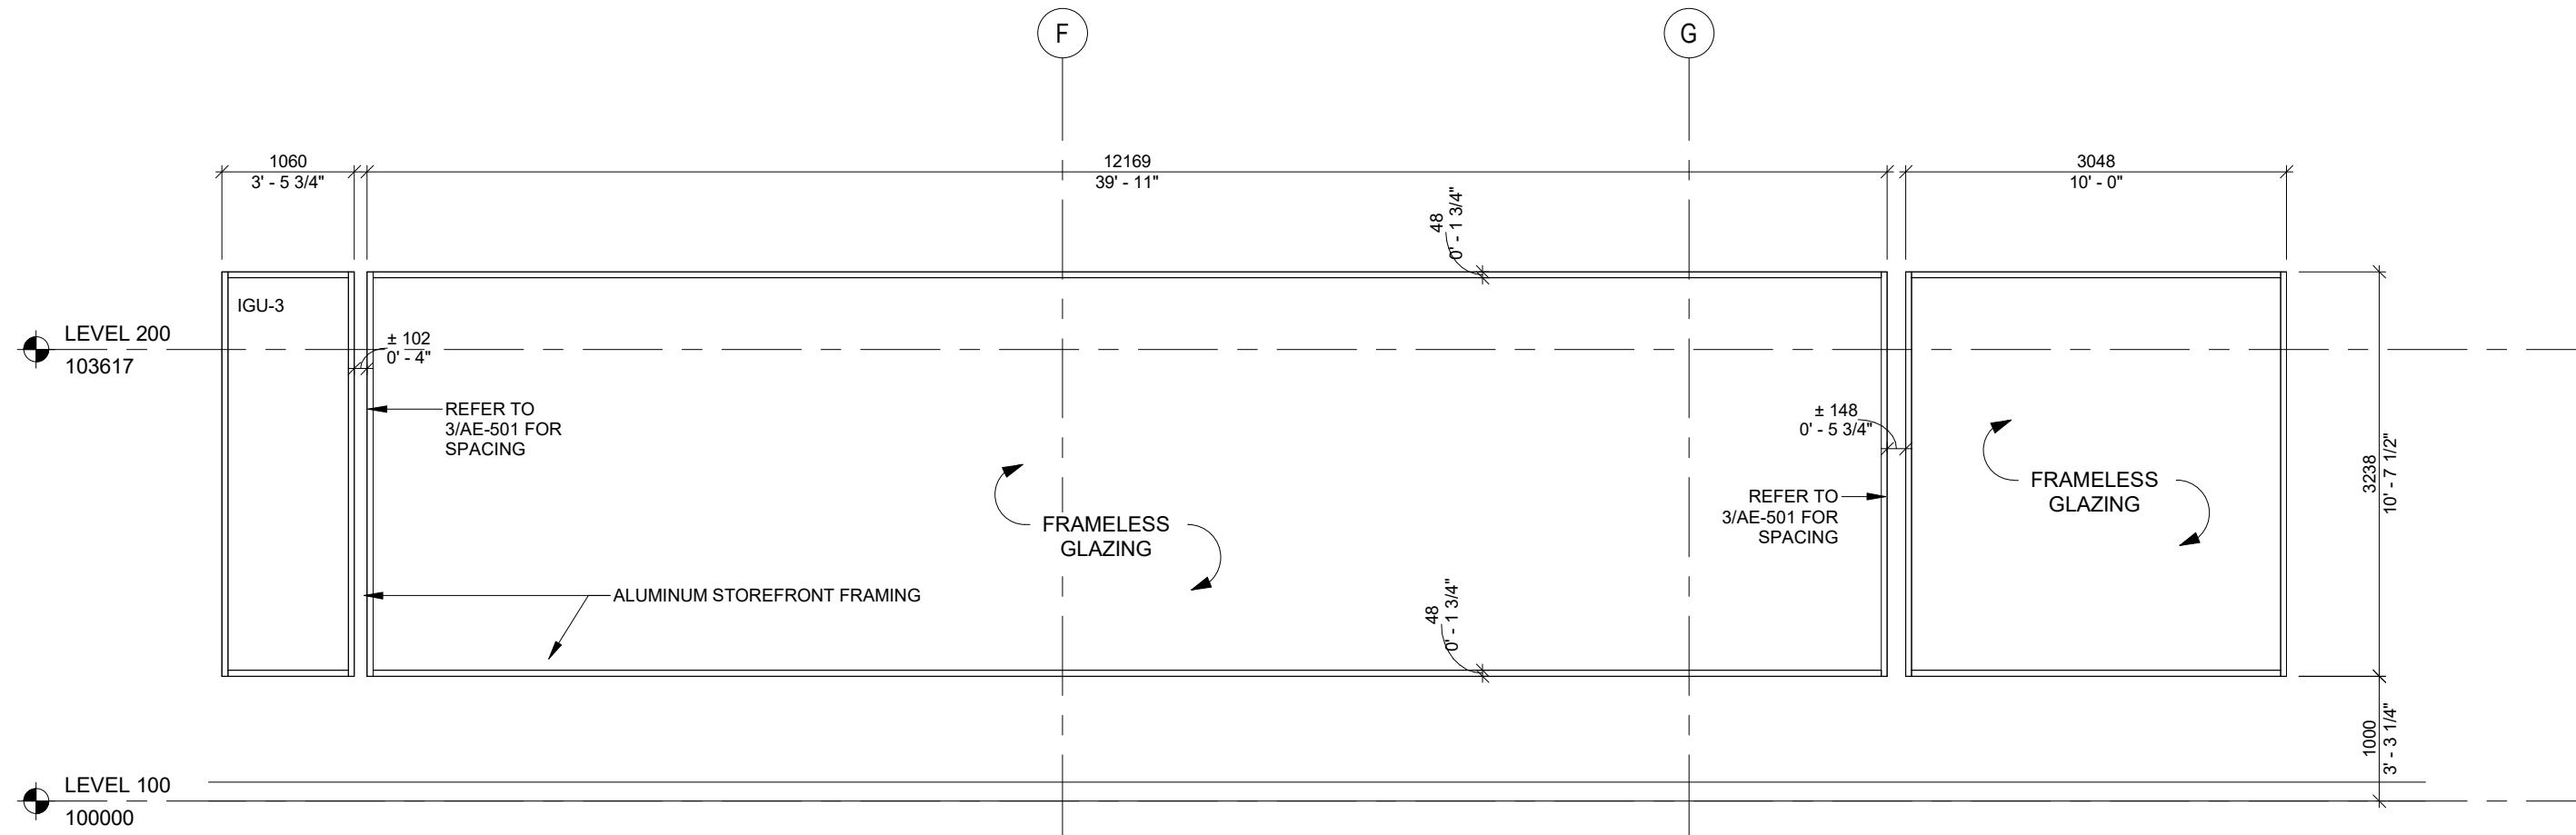 F
G
1060
3' - 5 3/4"
12169
39' - 11"
3048
10' - 0"
48
0' - 1 3/4"
IGU-3
LEVEL 200
103617
± 102
0' - 4"
REFER TO
3/AE-501 FOR
SPACING
± 148
0' - 5 3/4"
FRAMELESS
GLAZING
3238
10' - 7 1/2"
REFER TO
3/AE-501 FOR
SPACING
FRAMELESS
GLAZING
ALUMINUM STOREFRONT FRAMING
48
0' - 1 3/4"
1000
3' - 3 1/4"
LEVEL 100
100000